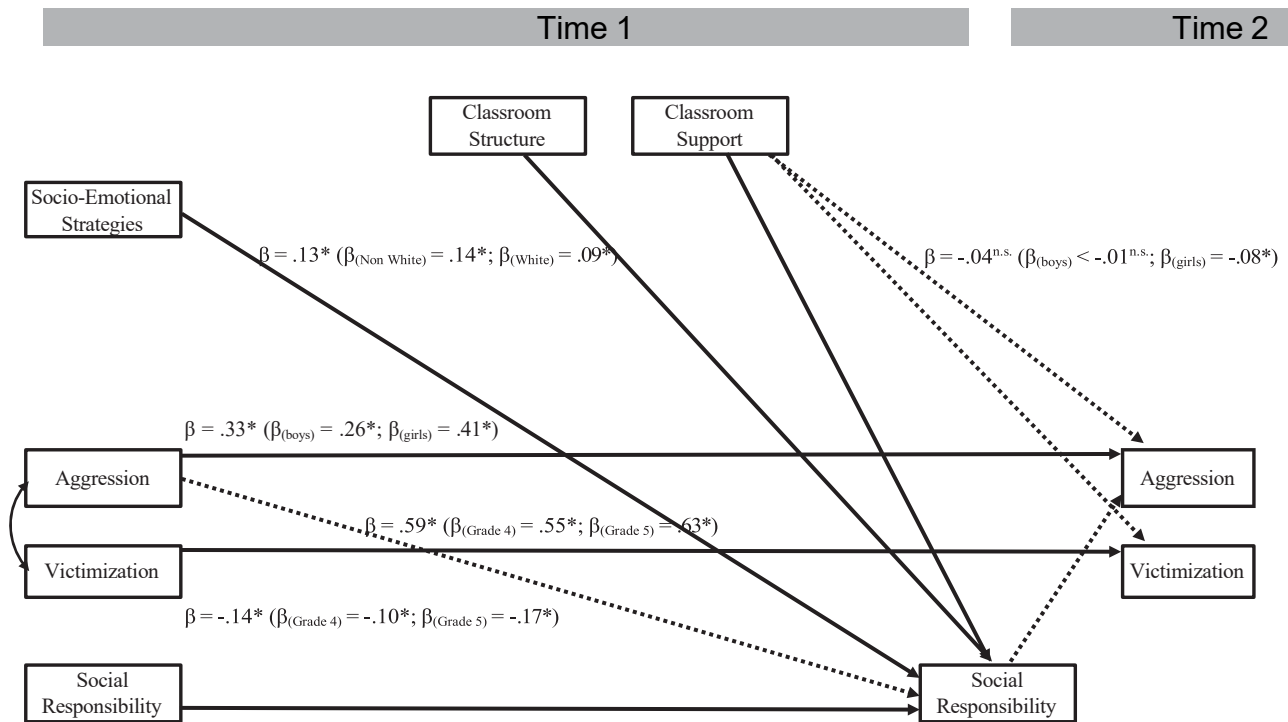 Time 1
Time 2
Classroom
Structure
Classroom
Support
Socio-Emotional
Strategies
β = .13* (β(Non White) = .14*; β(White) = .09*)
β = -.04n.s. (β(boys) < -.01n.s.; β(girls) = -.08*)
β = .33* (β(boys) = .26*; β(girls) = .41*)
Aggression
Aggression
β = .59* (β(Grade 4) = .55*; β(Grade 5) = .63*)
Victimization
Victimization
β = -.14* (β(Grade 4) = -.10*; β(Grade 5) = -.17*)
Social
Responsibility
Social
Responsibility